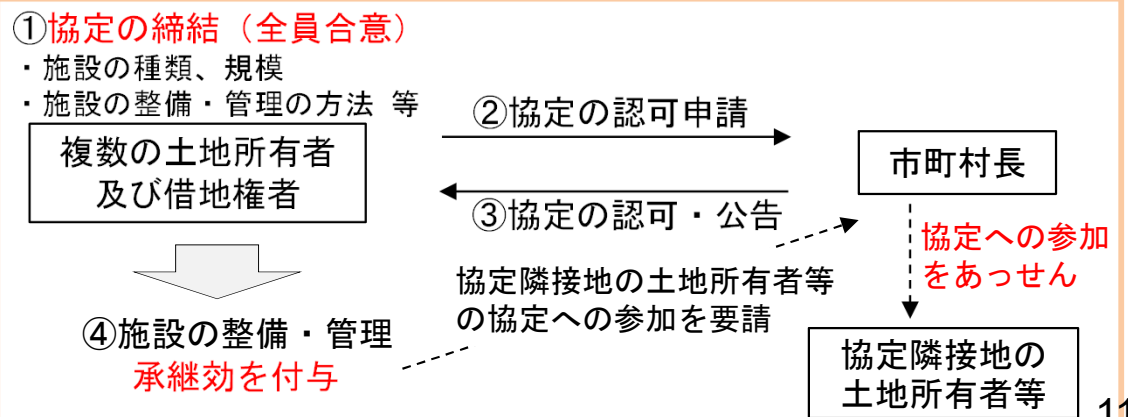 ①協定の締結（全員合意）
・施設の種類、規模
・施設の整備・管理の方法 等
複数の土地所有者
及び借地権者
②協定の認可申請
③協定の認可・公告
市町村長
協定への参加
をあっせん
協定隣接地の土地所有者等
の協定への参加を要請
④施設の整備・管理
承継効を付与
協定隣接地の
土地所有者等
11